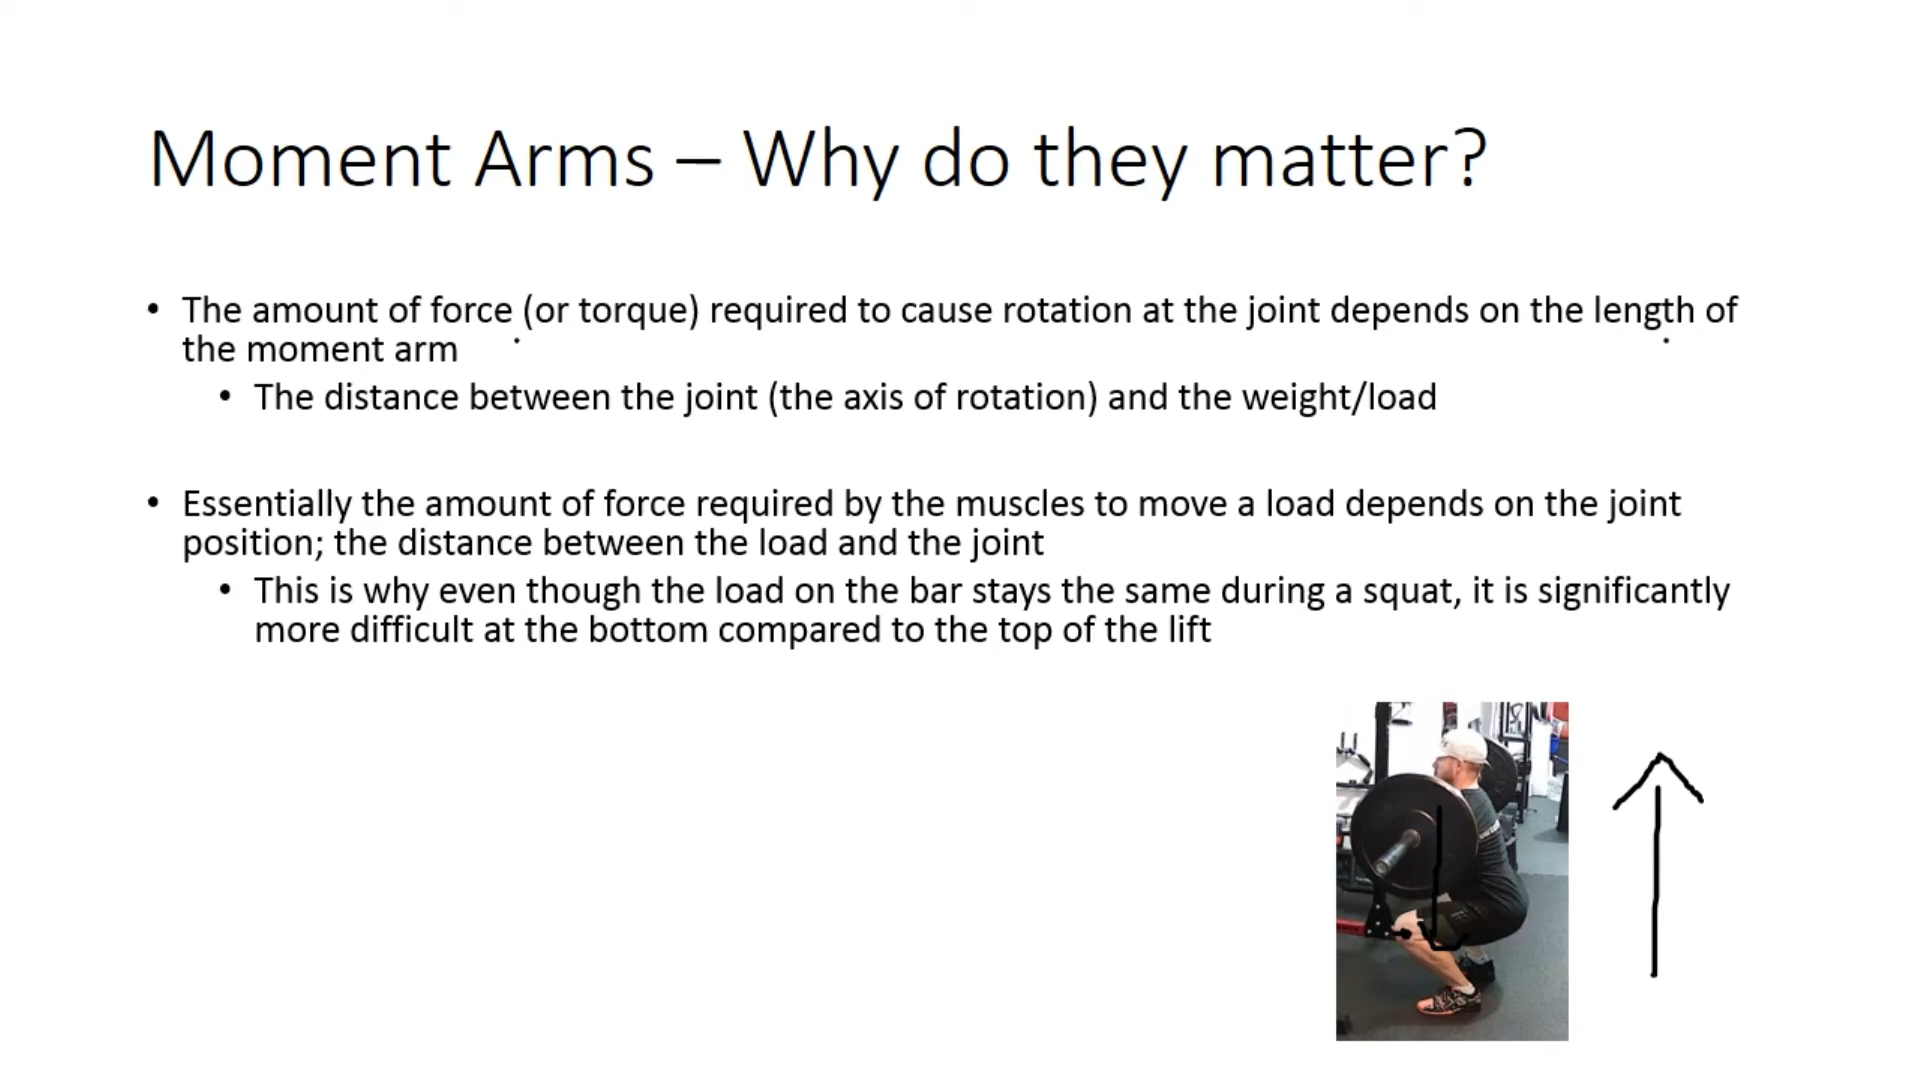 Moment Arms – Why do they matter?
• The amount of force (or torque) required to cause rotation at the joint depends on the length of
the moment arm
• The distance between the joint (the axis of rotation) and the weight/load
• Essentially the amount of force required by the muscles to move a load depends on the joint
position; the distance between the load and the joint
• This is why even though the load on the bar stays the same during a squat, it is significantly
more difficult at the bottom compared to the top of the lift